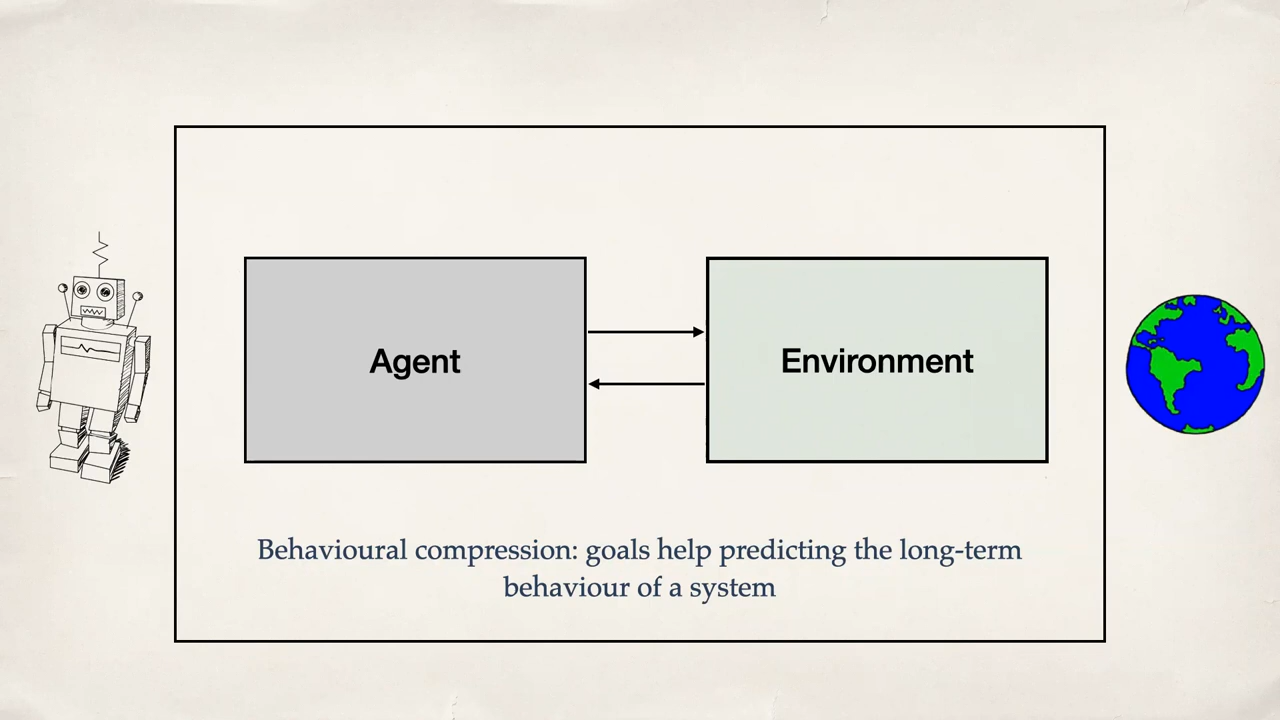 Agent
Environment
Behavioural compression: goals help predicting the long-term
behaviour of a system